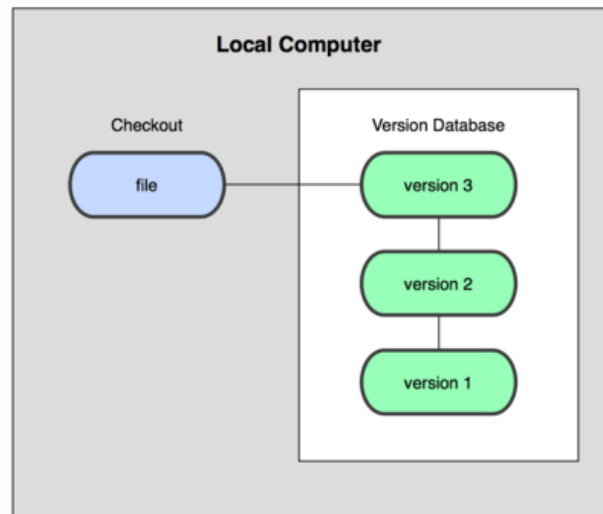 Local Computer
Checkout
Version Database
file
version 3
version 2
version 1